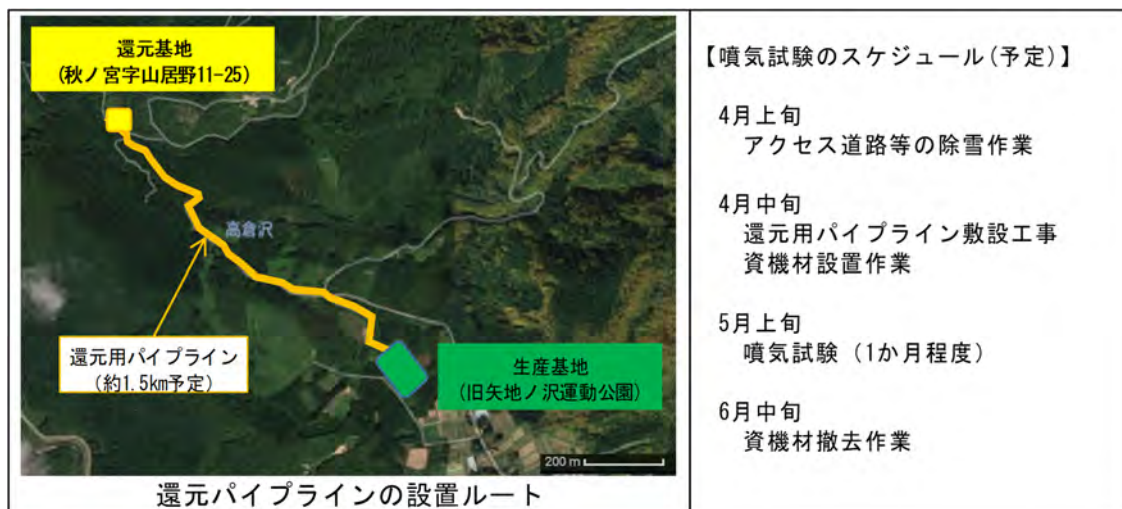 還元基地
(秋ノ宮字山居野11-25)
高倉沢
還元用パイプライン
(約1.5km予定)
生産基地
(旧矢地ノ沢運動公園)
200 m
還元パイプラインの設置ルート
【噴気試験のスケジュール(予定)】
4月上旬
アクセス道路等の除雪作業
4月中旬
還元用パイプライン敷設工事
資機材設置作業
5月上旬
噴気試験（1か月程度）
6月中旬
資機材撤去作業